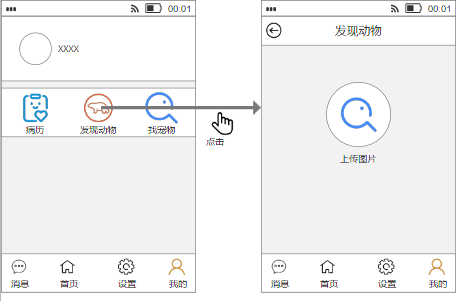 00:01
XXXX
病历
发现动物
找宠物
消息
首页
设置
我的
点击
00:01
发现动物
上传图片
消息
首页
设置
我的